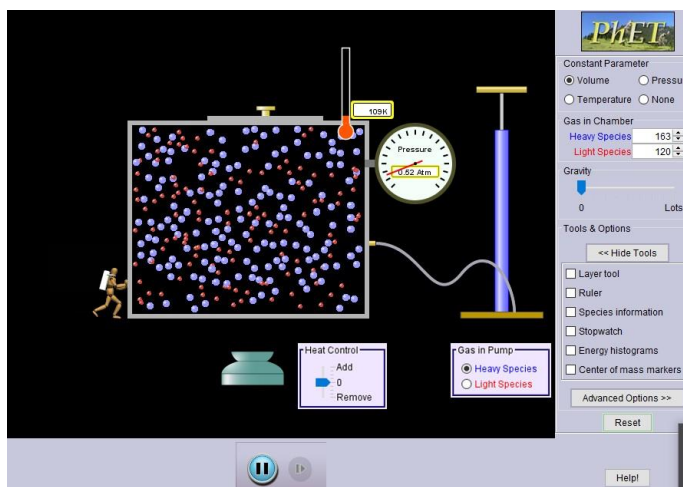 PhET
Constant Parameter
Volume
Pressu
Temperature
None
Gas in Chamber
Heavy Species 163
Light Species 120
Gravity
0 Lots
Tools & Options
<< Hide Tools
Layer tool
Ruler
Species information
Stopwatch
Energy histograms
Center of mass markers
Advanced Options >>
Reset
Help!
109K
Pressure
0.52 Atm
Heat Control
Add
0
Remove
Gas in Pump
Heavy Species
Light Species